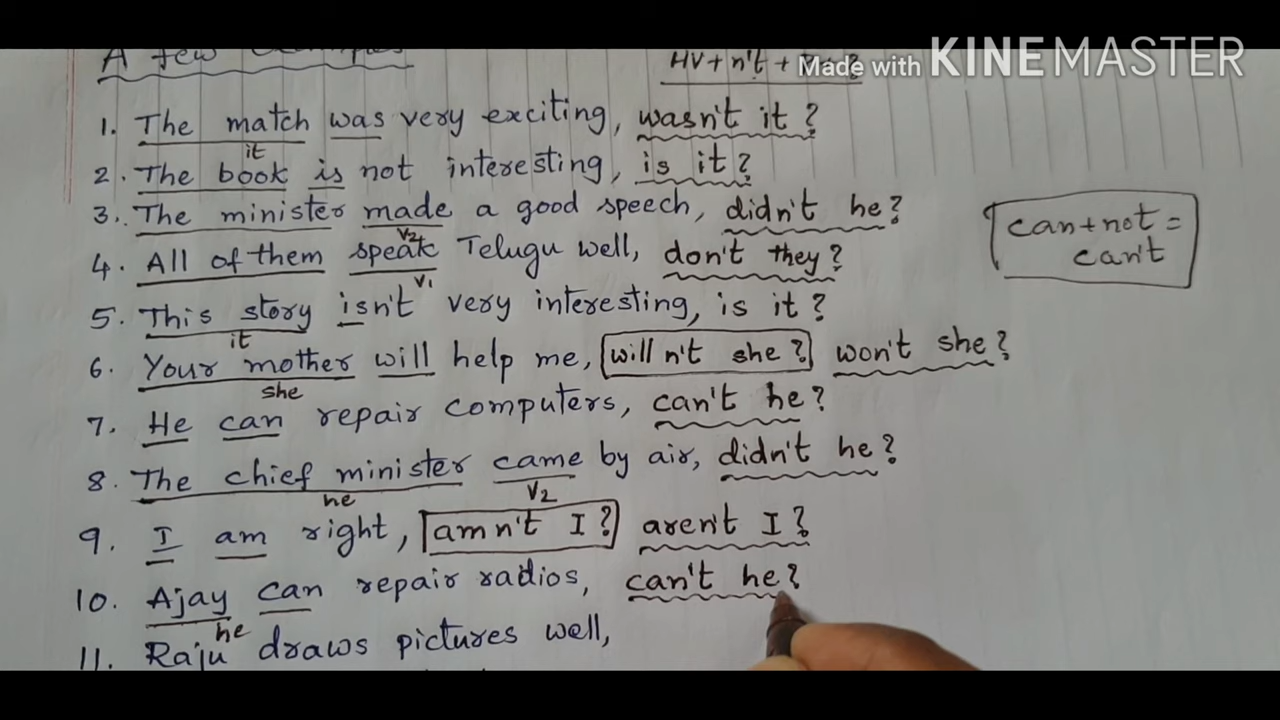 A few Examples
HV + n't + P + ?
Made with KINEMASTER
1. The match was very exciting, wasn't it?
it
2. The book is not interesting, is it?
3. The minister made a good speech, didn't he?
V2
4. All of them speak Telugu well, don't they?
V1
can + not =
can't
5. This story isn't very interesting, is it?
it
6. Your mother will help me, will n't she? won't she?
she
7. He can repair computers, can't he?
8. The chief minister came by air, didn't he?
he V2
9. I am right, amn't I? aren't I?
10. Ajay can repair radios, can't he?
he
11. Raju draws pictures well,